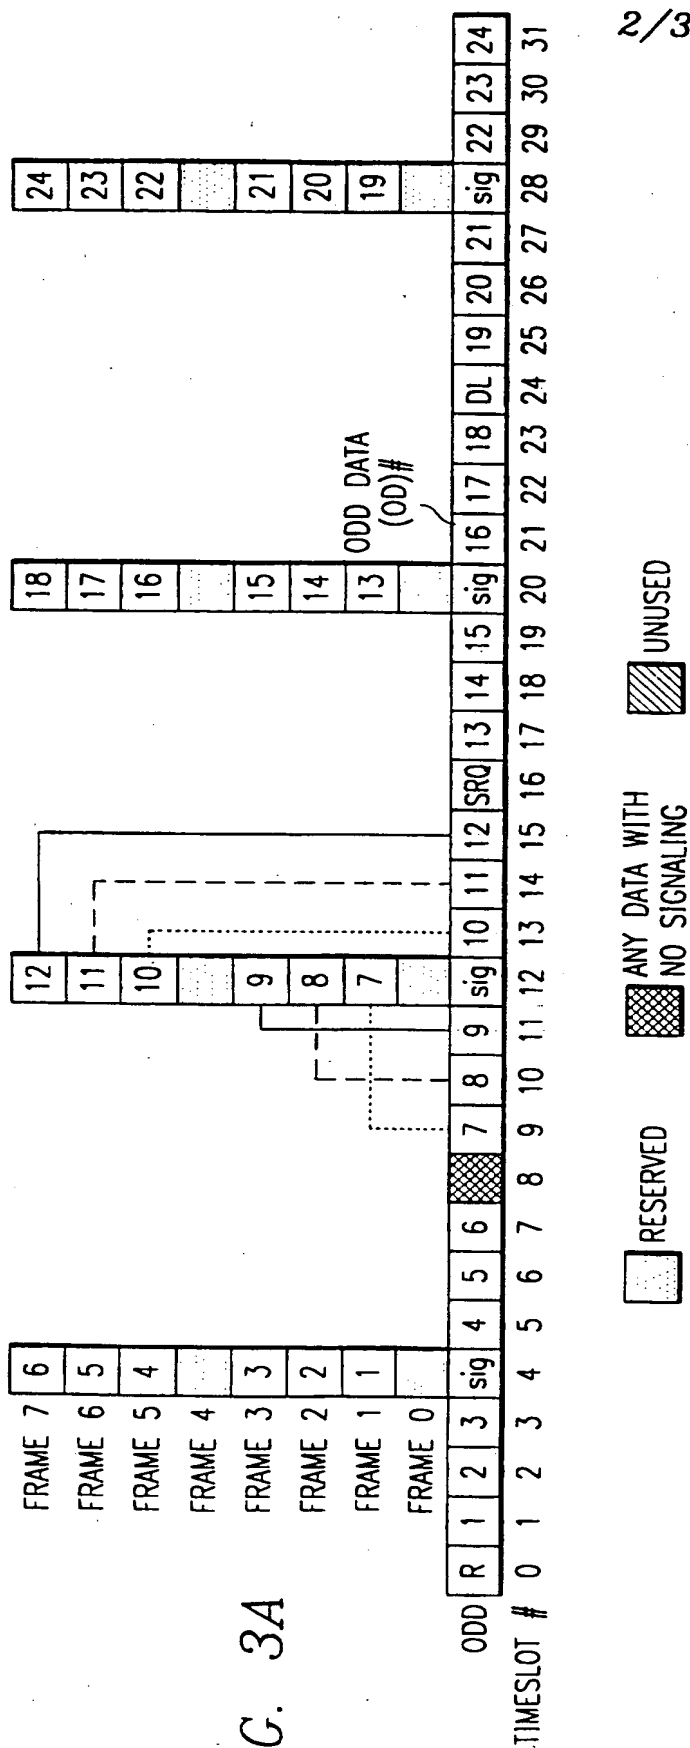 2/3
G. 3A
FRAME 7 6 12 18 24
FRAME 6 5 11 17 23
FRAME 5 4 10 16 22
FRAME 4
FRAME 3 3 9 15 21
FRAME 2 2 8 14 20
FRAME 1 1 7 13 19
FRAME 0
ODD DATA
(OD)#
ODD R 1 2 3 sig 4 5 6 7 8 9 sig 10 11 12 SRQ 13 14 15 sig 16 17 18 DL 19 20 21 sig 22 23 24
TIMESLOT # 0 1 2 3 4 5 6 7 8 9 10 11 12 13 14 15 16 17 18 19 20 21 22 23 24 25 26 27 28 29 30 31
RESERVED
ANY DATA WITH
NO SIGNALING
UNUSED